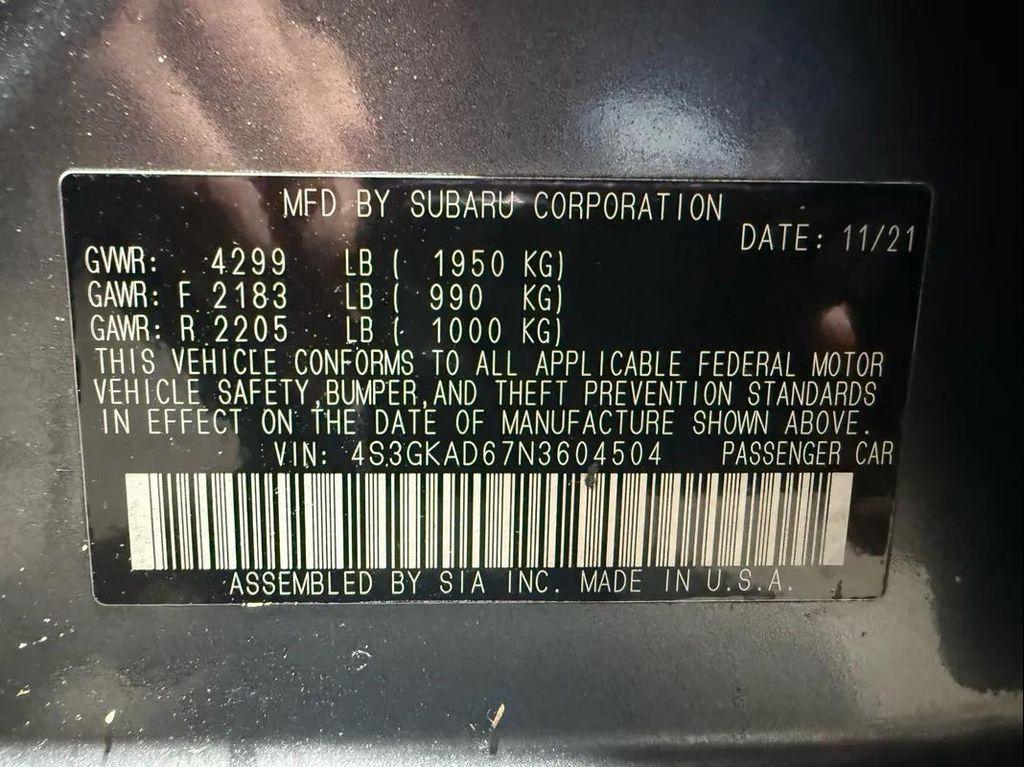 MFD BY SUBARU CORPORATION
DATE: 11/21
GVWR: 4299 LB ( 1950 KG)
GAWR: F 2183 LB ( 990 KG)
GAWR: R 2205 LB ( 1000 KG)
THIS VEHICLE CONFORMS TO ALL APPLICABLE FEDERAL MOTOR
VEHICLE SAFETY, BUMPER, AND THEFT PREVENTION STANDARDS
IN EFFECT ON THE DATE OF MANUFACTURE SHOWN ABOVE.
VIN: 4S3GKAD67N3604504 PASSENGER CAR
ASSEMBLED BY SIA INC. MADE IN U.S.A.